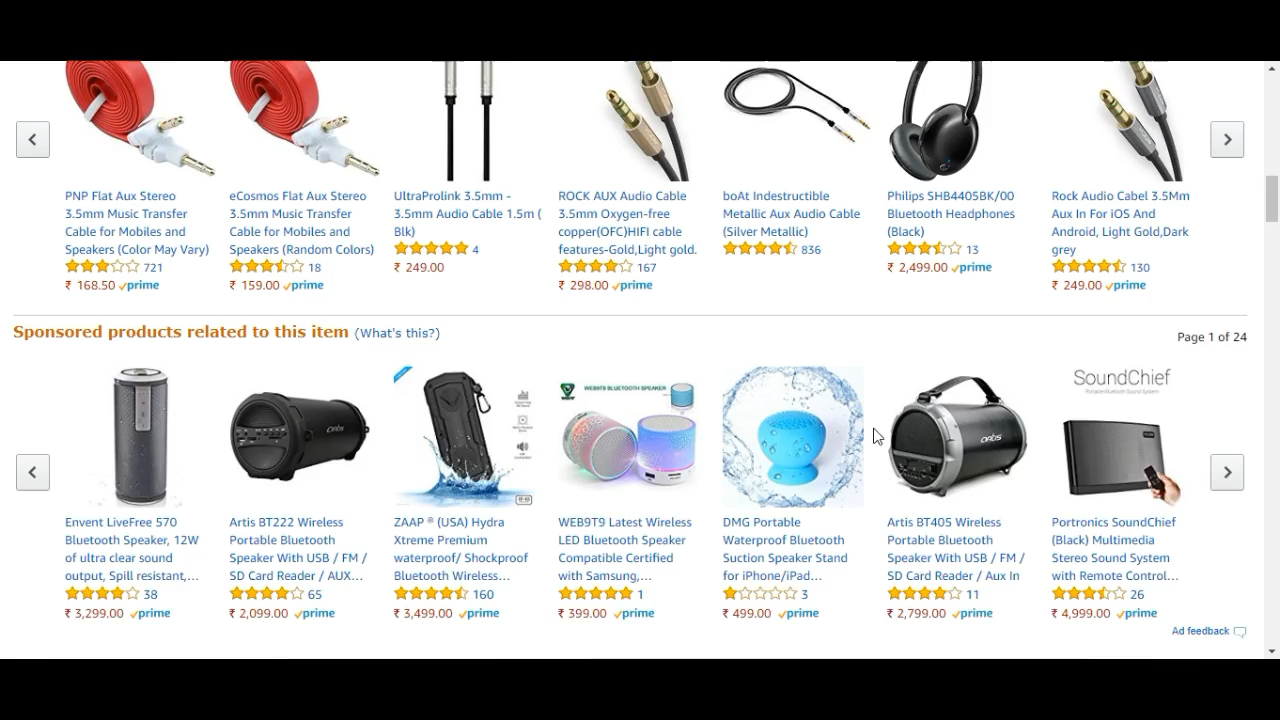 PNP Flat Aux Stereo
3.5mm Music Transfer
Cable for Mobiles and
Speakers (Color May Vary)
721
₹ 168.50 prime
eCosmos Flat Aux Stereo
3.5mm Music Transfer
Cable for Mobiles and
Speakers (Random Colors)
18
₹ 159.00 prime
UltraProlink 3.5mm -
3.5mm Audio Cable 1.5m (
Blk)
4
₹ 249.00
ROCK AUX Audio Cable
3.5mm Oxygen-free
copper(OFC)HIFI cable
features-Gold,Light gold.
167
₹ 298.00 prime
boAt Indestructible
Metallic Aux Audio Cable
(Silver Metallic)
836
Philips SHB4405BK/00
Bluetooth Headphones
(Black)
13
₹ 2,499.00 prime
Rock Audio Cabel 3.5Mm
Aux In For iOS And
Android, Light Gold,Dark
grey
130
₹ 249.00 prime
Sponsored products related to this item (What's this?)
Page 1 of 24
Envent LiveFree 570
Bluetooth Speaker, 12W
of ultra clear sound
output, Spill resistant,...
38
₹ 3,299.00 prime
artis
Artis BT222 Wireless
Portable Bluetooth
Speaker With USB / FM /
SD Card Reader / AUX...
65
₹ 2,099.00 prime
ZAAP ® (USA) Hydra
Xtreme Premium
waterproof/ Shockproof
Bluetooth Wireless...
160
₹ 3,499.00 prime
WEB9T9 BLUETOOTH SPEAKER
WEB9T9 Latest Wireless
LED Bluetooth Speaker
Compatible Certified
with Samsung,...
1
₹ 399.00 prime
DMG Portable
Waterproof Bluetooth
Suction Speaker Stand
for iPhone/iPad...
3
₹ 499.00 prime
artis
Artis BT405 Wireless
Portable Bluetooth
Speaker With USB / FM /
SD Card Reader / Aux In
11
₹ 2,799.00 prime
SoundChief
Portable Bluetooth Sound System
Portronics SoundChief
(Black) Multimedia
Stereo Sound System
with Remote Control...
26
₹ 4,999.00 prime
Ad feedback